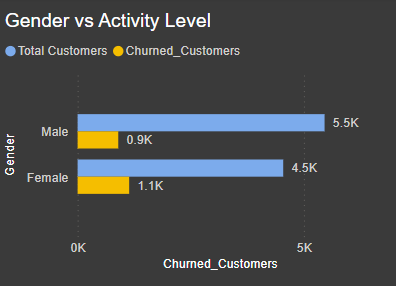 Gender vs Activity Level
Total Customers Churned_Customers
Gender
Male 5.5K
0.9K
Female 4.5K
1.1K
0K 5K
Churned_Customers